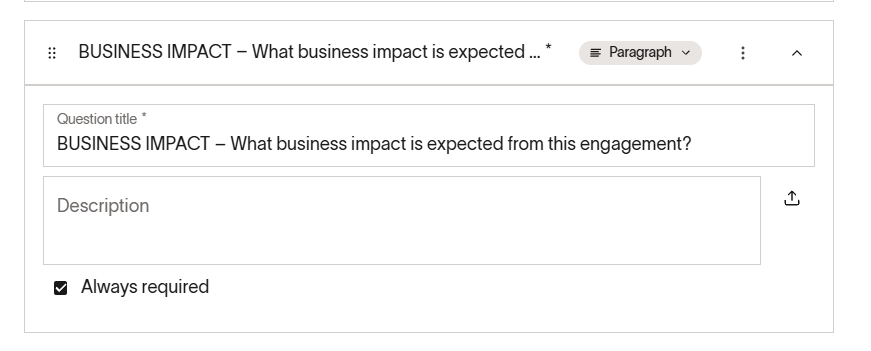 BUSINESS IMPACT – What business impact is expected ... *
Paragraph
Question title *
BUSINESS IMPACT – What business impact is expected from this engagement?
Description
Always required